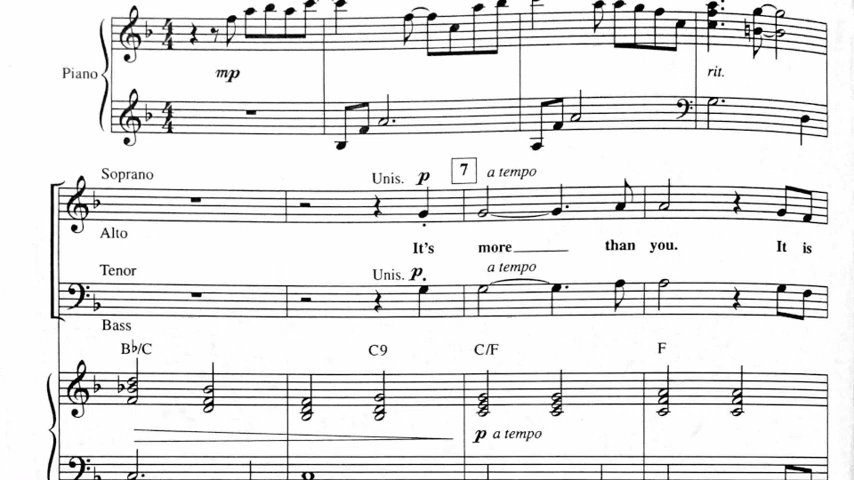 Piano
mp
rit.
Soprano
Unis. p 7 a tempo
Alto
It's more______ than you. It is
Tenor
Unis. p a tempo
Bass
B♭/C C9 C/F F
p a tempo